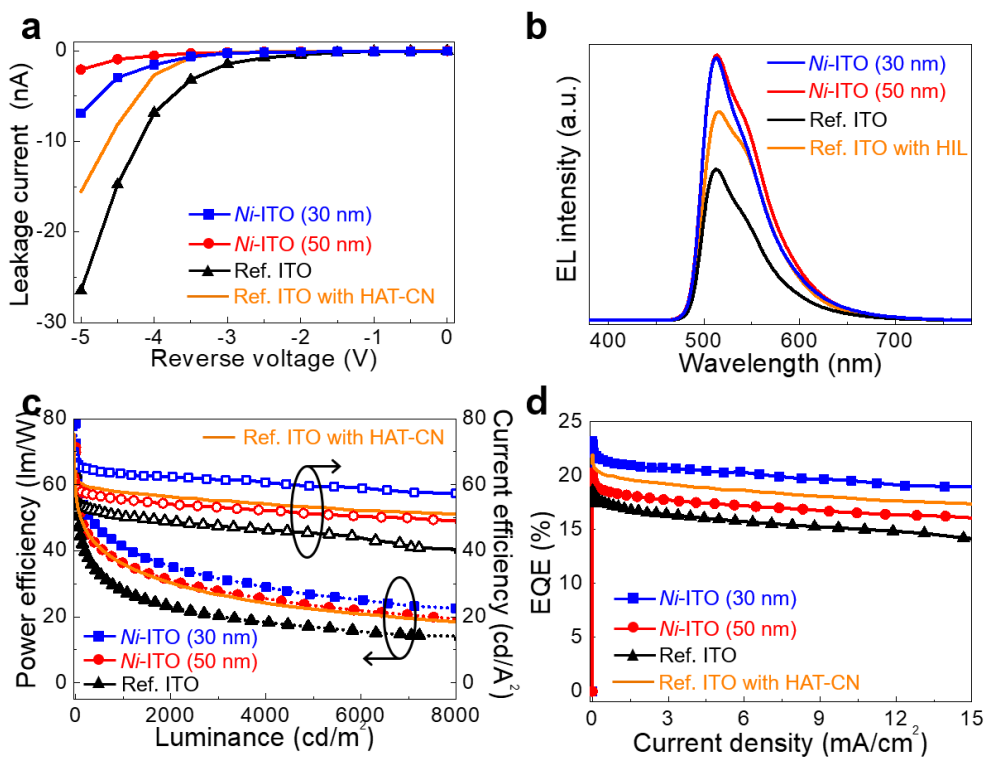 a
0
-10
-20
-30
Leakage current (nA)
Ni-ITO (30 nm)
Ni-ITO (50 nm)
Ref. ITO
Ref. ITO with HAT-CN
-5
-4
-3
-2
-1
0
Reverse voltage (V)
b
EL intensity (a.u.)
Ni-ITO (30 nm)
Ni-ITO (50 nm)
Ref. ITO
Ref. ITO with HIL
400
500
600
700
Wavelength (nm)
c
80
60
40
20
0
Power efficiency (lm/W)
Ref. ITO with HAT-CN
Ni-ITO (30 nm)
Ni-ITO (50 nm)
Ref. ITO
80
60
40
20
0
Current efficiency (cd/A²)
0
2000
4000
6000
8000
Luminance (cd/m²)
d
25
20
15
10
5
0
EQE (%)
Ni-ITO (30 nm)
Ni-ITO (50 nm)
Ref. ITO
Ref. ITO with HAT-CN
0
3
6
9
12
15
Current density (mA/cm²)